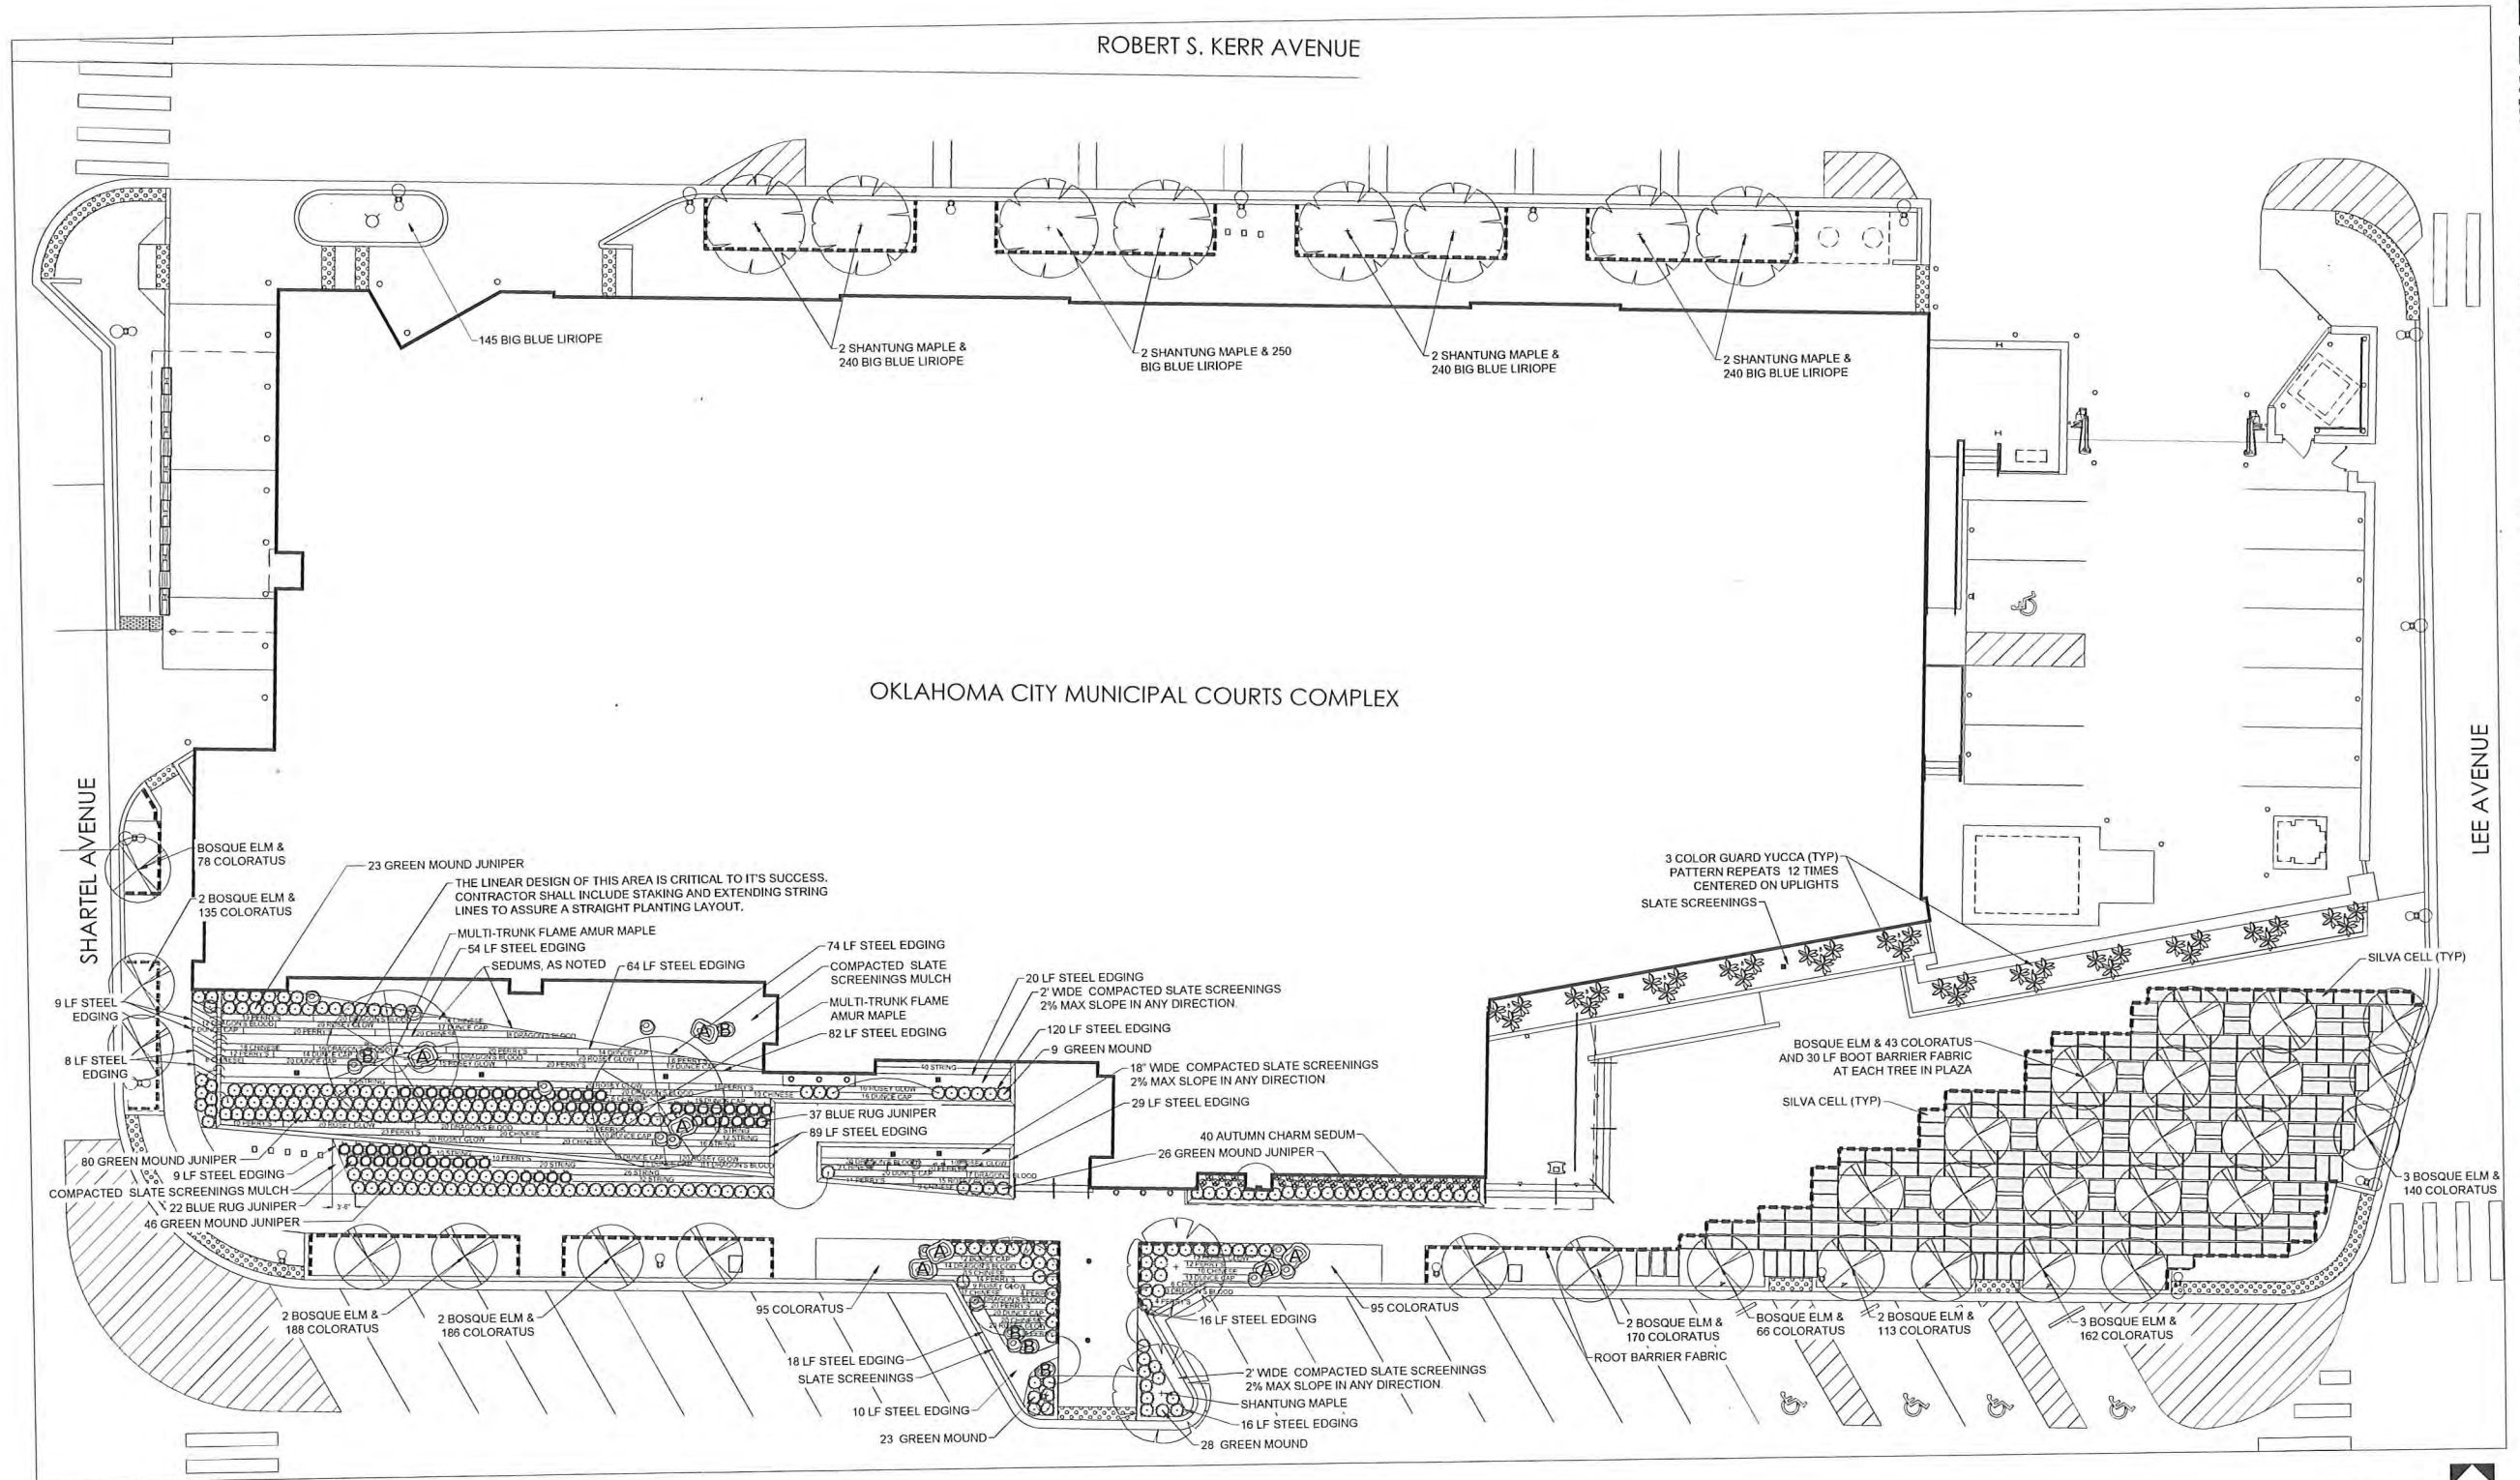 ROBERT S. KERR AVENUE
145 BIG BLUE LIRIOPE
2 SHANTUNG MAPLE &
240 BIG BLUE LIRIOPE
2 SHANTUNG MAPLE & 250
BIG BLUE LIRIOPE
2 SHANTUNG MAPLE &
240 BIG BLUE LIRIOPE
2 SHANTUNG MAPLE &
240 BIG BLUE LIRIOPE
OKLAHOMA CITY MUNICIPAL COURTS COMPLEX
SHARTEL AVENUE
LEE AVENUE
BOSQUE ELM &
78 COLORATUS
2 BOSQUE ELM &
135 COLORATUS
23 GREEN MOUND JUNIPER
THE LINEAR DESIGN OF THIS AREA IS CRITICAL TO IT'S SUCCESS.
CONTRACTOR SHALL INCLUDE STAKING AND EXTENDING STRING
LINES TO ASSURE A STRAIGHT PLANTING LAYOUT.
MULTI-TRUNK FLAME AMUR MAPLE
54 LF STEEL EDGING
SEDUMS, AS NOTED
64 LF STEEL EDGING
74 LF STEEL EDGING
COMPACTED SLATE
SCREENINGS MULCH
MULTI-TRUNK FLAME
AMUR MAPLE
82 LF STEEL EDGING
20 LF STEEL EDGING
2' WIDE COMPACTED SLATE SCREENINGS
2% MAX SLOPE IN ANY DIRECTION.
120 LF STEEL EDGING
9 GREEN MOUND
18" WIDE COMPACTED SLATE SCREENINGS
2% MAX SLOPE IN ANY DIRECTION.
29 LF STEEL EDGING
37 BLUE RUG JUNIPER
89 LF STEEL EDGING
40 AUTUMN CHARM SEDUM
26 GREEN MOUND JUNIPER
3 COLOR GUARD YUCCA (TYP)
PATTERN REPEATS 12 TIMES
CENTERED ON UPLIGHTS
SLATE SCREENINGS
SILVA CELL (TYP)
BOSQUE ELM & 43 COLORATUS
AND 30 LF BOOT BARRIER FABRIC
AT EACH TREE IN PLAZA
SILVA CELL (TYP)
3 BOSQUE ELM &
140 COLORATUS
9 LF STEEL
EDGING
8 LF STEEL
EDGING
80 GREEN MOUND JUNIPER
9 LF STEEL EDGING
COMPACTED SLATE SCREENINGS MULCH
22 BLUE RUG JUNIPER
46 GREEN MOUND JUNIPER
3'-6"
2 BOSQUE ELM &
188 COLORATUS
2 BOSQUE ELM &
186 COLORATUS
95 COLORATUS
18 LF STEEL EDGING
SLATE SCREENINGS
10 LF STEEL EDGING
23 GREEN MOUND
95 COLORATUS
16 LF STEEL EDGING
2' WIDE COMPACTED SLATE SCREENINGS
2% MAX SLOPE IN ANY DIRECTION.
SHANTUNG MAPLE
16 LF STEEL EDGING
28 GREEN MOUND
2 BOSQUE ELM &
170 COLORATUS
ROOT BARRIER FABRIC
BOSQUE ELM &
66 COLORATUS
2 BOSQUE ELM &
113 COLORATUS
3 BOSQUE ELM &
162 COLORATUS
A
B